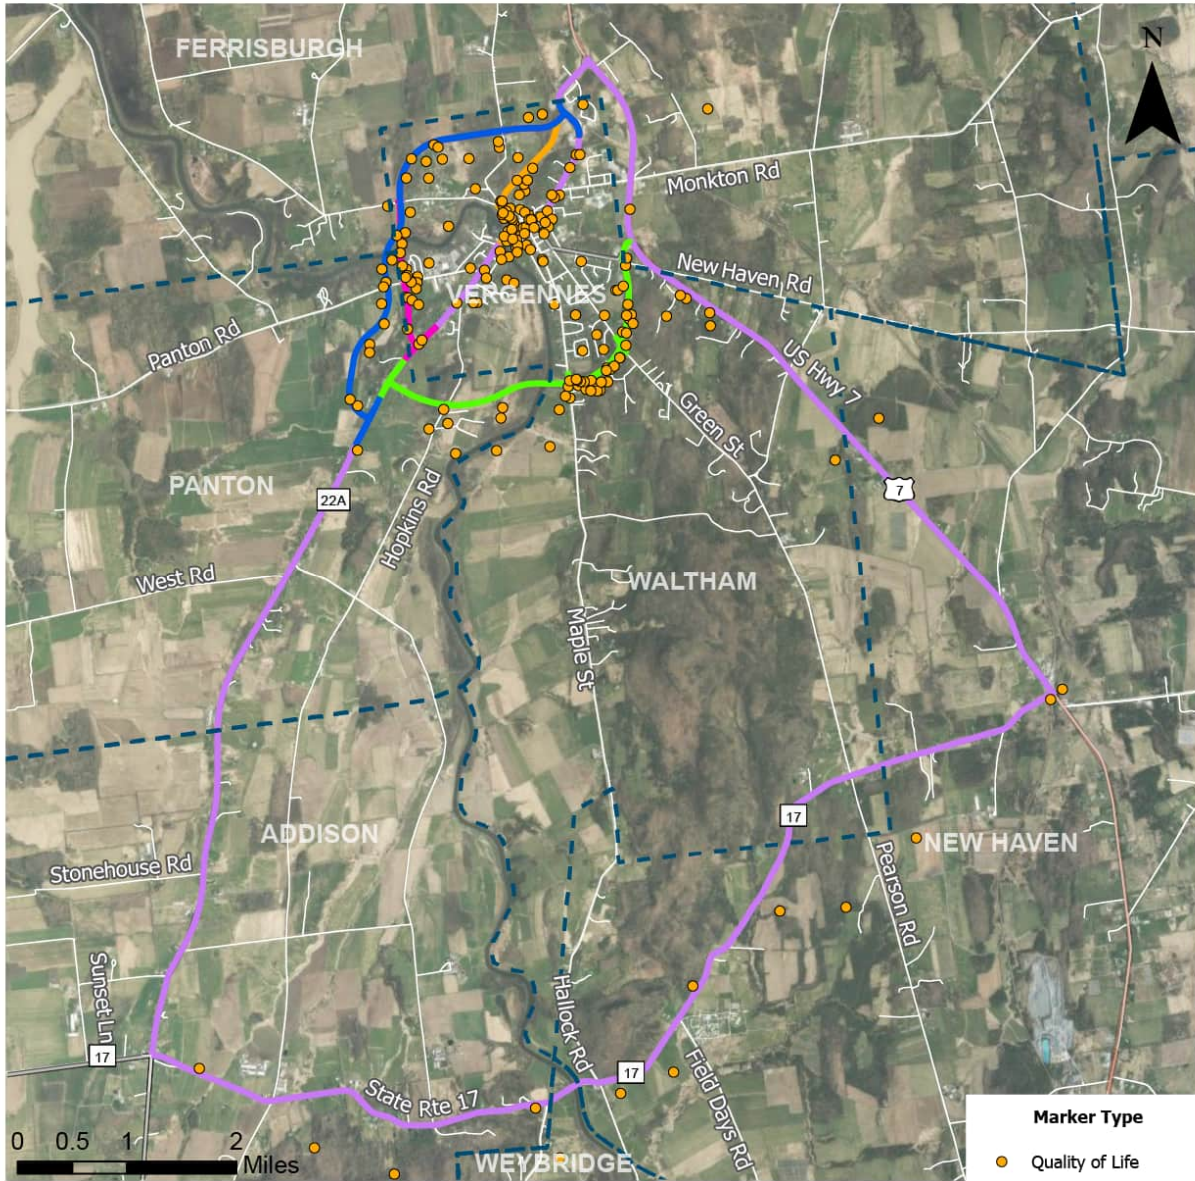 FERRISBURGH
N
Monkton Rd
New Haven Rd
VERGENNES
Panton Rd
US Hwy 7
Green St
PANTON
22A
7
Hopkins Rd
West Rd
WALTHAM
Maple St
17
ADDISON
NEW HAVEN
Stonehouse Rd
Pearson Rd
Sunset Ln
Hallock Rd
17
17
State Rte 17
Field Days Rd
Marker Type
0 0.5 1 2
Miles
WEYBRIDGE
Quality of Life